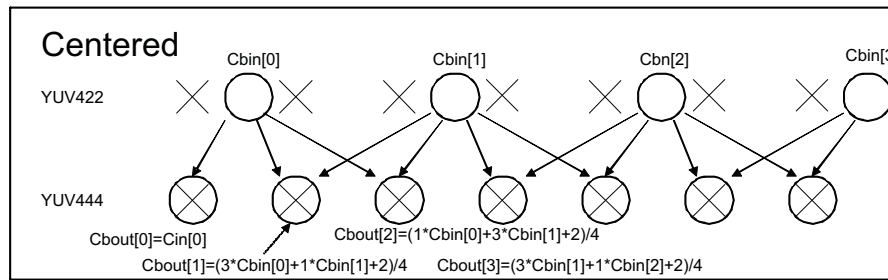 Centered
Cbin[0] Cbin[1] Cbn[2] Cbin[3
YUV422
YUV444
Cbout[0]=Cin[0] Cbout[2]=(1*Cbin[0]+3*Cbin[1]+2)/4
Cbout[1]=(3*Cbin[0]+1*Cbin[1]+2)/4 Cbout[3]=(3*Cbin[1]+1*Cbin[2]+2)/4